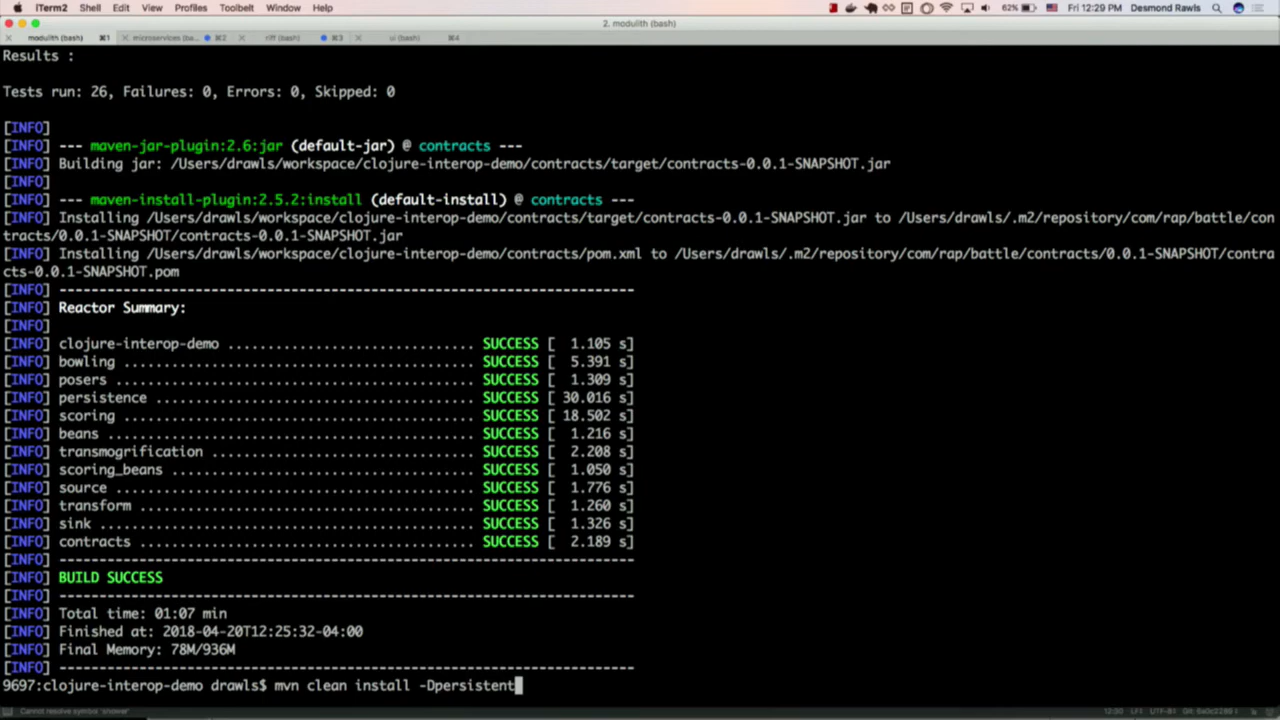 iTerm2 Shell Edit View Profiles Toolbelt Window Help 62% Fri 12:29 PM Desmond Rawls
2. modulith (bash)
modulith (bash) ⌘1 microservices (ba... ⌘2 riff (bash) ⌘3 ui (bash) ⌘4
Results :
Tests run: 26, Failures: 0, Errors: 0, Skipped: 0
[INFO]
[INFO] --- maven-jar-plugin:2.6:jar (default-jar) @ contracts ---
[INFO] Building jar: /Users/drawls/workspace/clojure-interop-demo/contracts/target/contracts-0.0.1-SNAPSHOT.jar
[INFO]
[INFO] --- maven-install-plugin:2.5.2:install (default-install) @ contracts ---
[INFO] Installing /Users/drawls/workspace/clojure-interop-demo/contracts/target/contracts-0.0.1-SNAPSHOT.jar to /Users/drawls/.m2/repository/com/rap/battle/con
tracts/0.0.1-SNAPSHOT/contracts-0.0.1-SNAPSHOT.jar
[INFO] Installing /Users/drawls/workspace/clojure-interop-demo/contracts/pom.xml to /Users/drawls/.m2/repository/com/rap/battle/contracts/0.0.1-SNAPSHOT/contra
cts-0.0.1-SNAPSHOT.pom
[INFO] ------------------------------------------------------------------------
[INFO] Reactor Summary:
[INFO]
[INFO] clojure-interop-demo ............................... SUCCESS [  1.105 s]
[INFO] bowling ............................................ SUCCESS [  5.391 s]
[INFO] posers ............................................. SUCCESS [  1.309 s]
[INFO] persistence ........................................ SUCCESS [ 30.016 s]
[INFO] scoring ............................................ SUCCESS [ 18.502 s]
[INFO] beans .............................................. SUCCESS [  1.216 s]
[INFO] transmogrification ................................. SUCCESS [  2.208 s]
[INFO] scoring_beans ...................................... SUCCESS [  1.050 s]
[INFO] source ............................................. SUCCESS [  1.776 s]
[INFO] transform .......................................... SUCCESS [  1.260 s]
[INFO] sink ............................................... SUCCESS [  1.326 s]
[INFO] contracts .......................................... SUCCESS [  2.189 s]
[INFO] ------------------------------------------------------------------------
[INFO] BUILD SUCCESS
[INFO] ------------------------------------------------------------------------
[INFO] Total time: 01:07 min
[INFO] Finished at: 2018-04-20T12:25:32-04:00
[INFO] Final Memory: 78M/936M
[INFO] ------------------------------------------------------------------------
9697:clojure-interop-demo drawls$ mvn clean install -Dpersistent
Cannot resolve symbol 'shower'